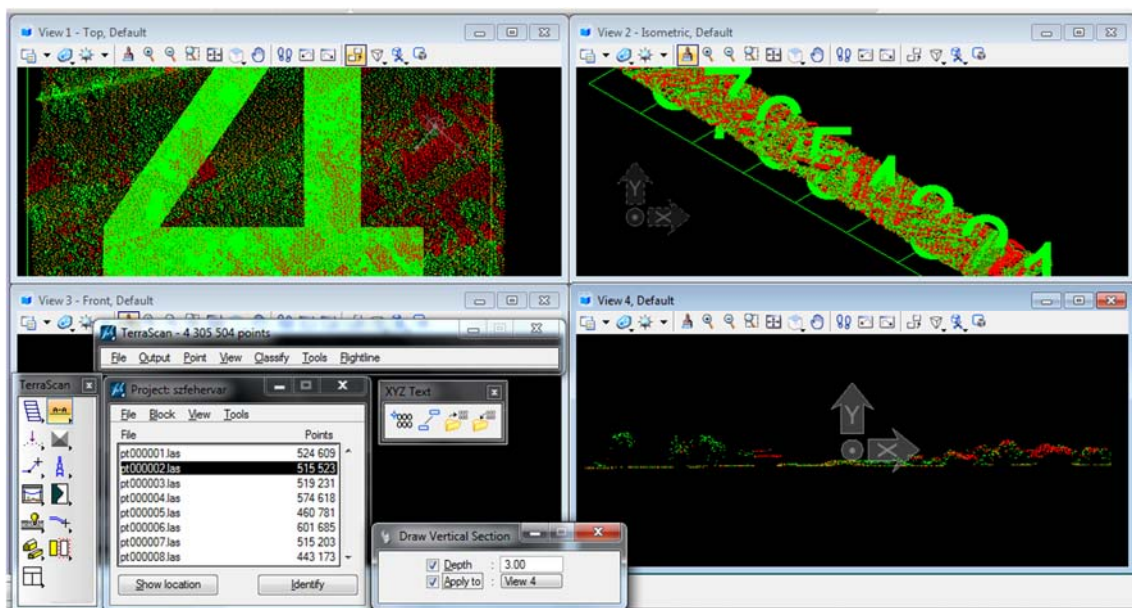 View 1 - Top, Default
View 2 - Isometric, Default
4
Y
X
View 3 - Front, Default
View 4, Default
TerraScan - 4 305 504 points
File Output Point View Classify Tools Flightline
TerraScan
Project: szfehervar
XYZ Text
File Block View Tools
File Points
pt000001.las 524 609
pt000002.las 515 523
pt000003.las 519 231
pt000004.las 574 618
pt000005.las 460 781
pt000006.las 601 685
pt000007.las 515 203
pt000008.las 443 173
Show location Identify
Draw Vertical Section
Depth : 3.00
Apply to : View 4
Y
X